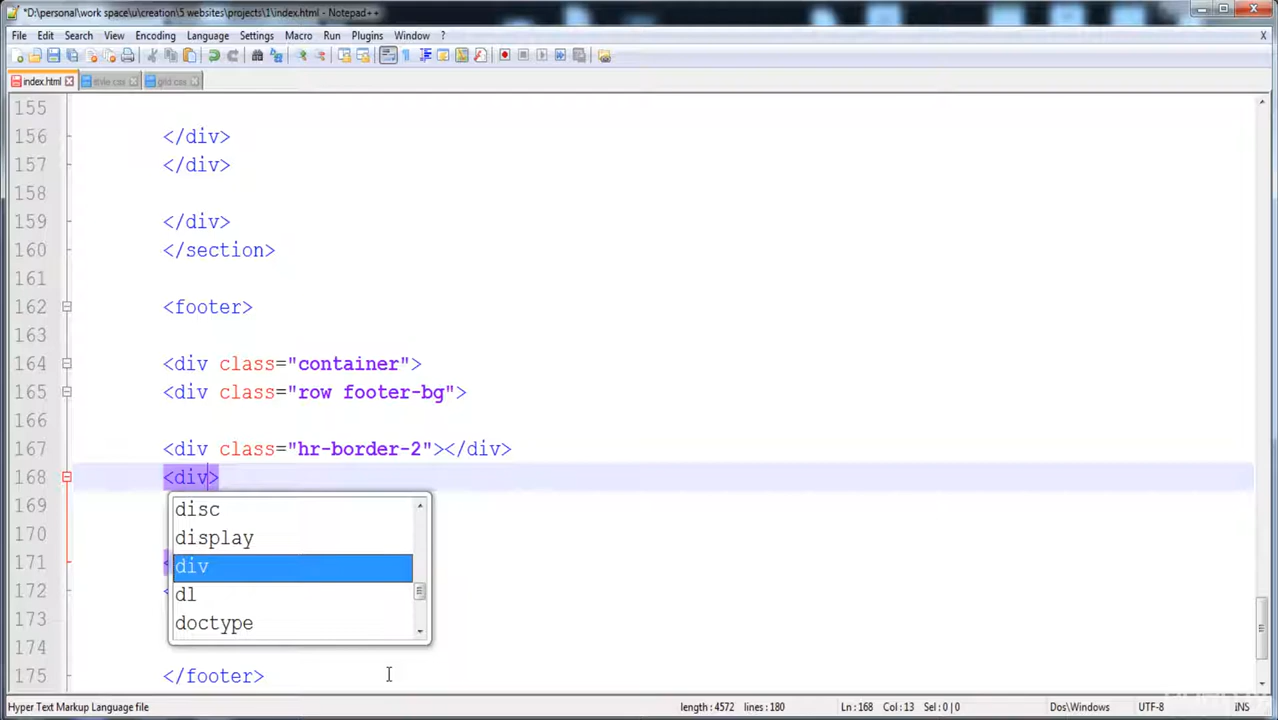 *D:\personal\work space\u\creation\5 websites\projects\1\index.html - Notepad++
File Edit Search View Encoding Language Settings Macro Run Plugins Window ? X
index.html style.css grid.css
155
156 </div>
157 </div>
158
159 </div>
160 </section>
161
162 <footer>
163
164 <div class="container">
165 <div class="row footer-bg">
166
167 <div class="hr-border-2"></div>
168 <div>
169 disc
170 display
171 < div
172 < dl
173 doctype
174
175 </footer>
Hyper Text Markup Language file length : 4572 lines : 180 Ln : 168 Col : 13 Sel : 0 | 0 Dos\Windows UTF-8 INS